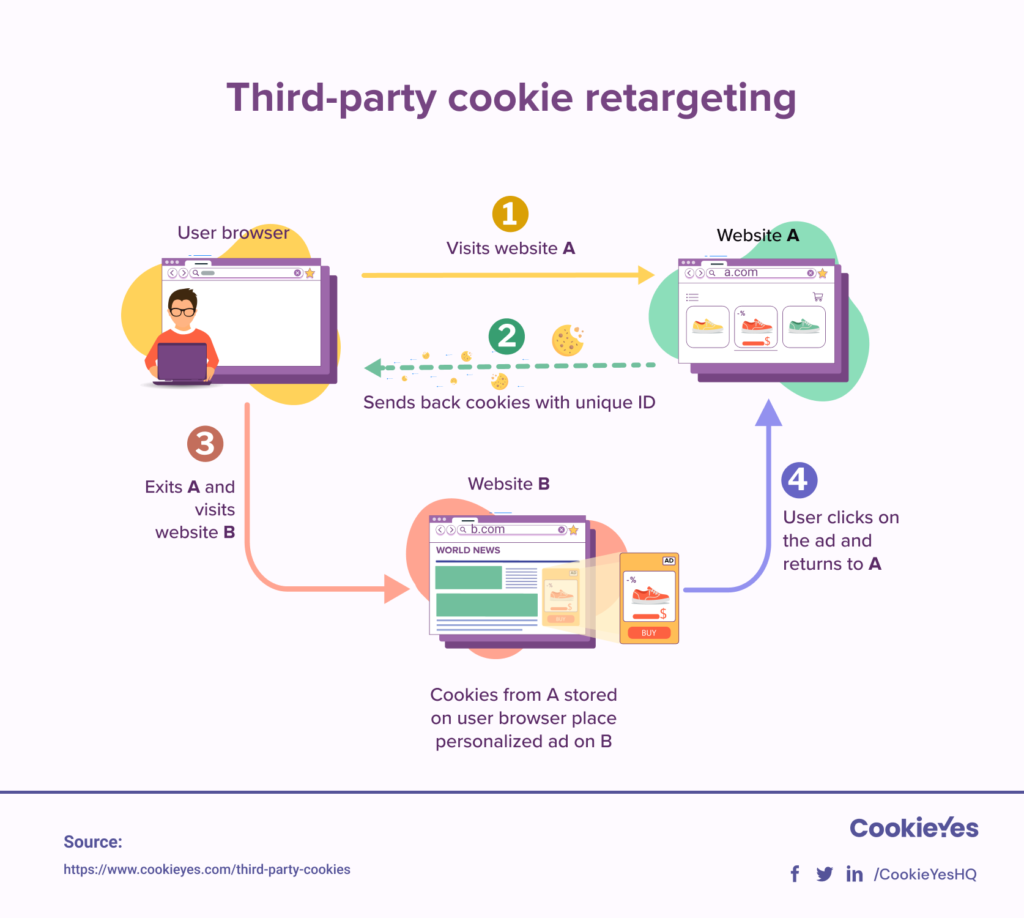 Third-party cookie retargeting
1
Visits website A
User browser
Website A
a.com
-%
$
2
Sends back cookies with unique ID
3
Exits A and
visits
website B
Website B
b.com
WORLD NEWS
AD
-%
$
BUY
AD
-%
$
BUY
4
User clicks on
the ad and
returns to A
Cookies from A stored
on user browser place
personalized ad on B
Source:
https://www.cookieyes.com/third-party-cookies
CookieYes
f in /CookieYesHQ